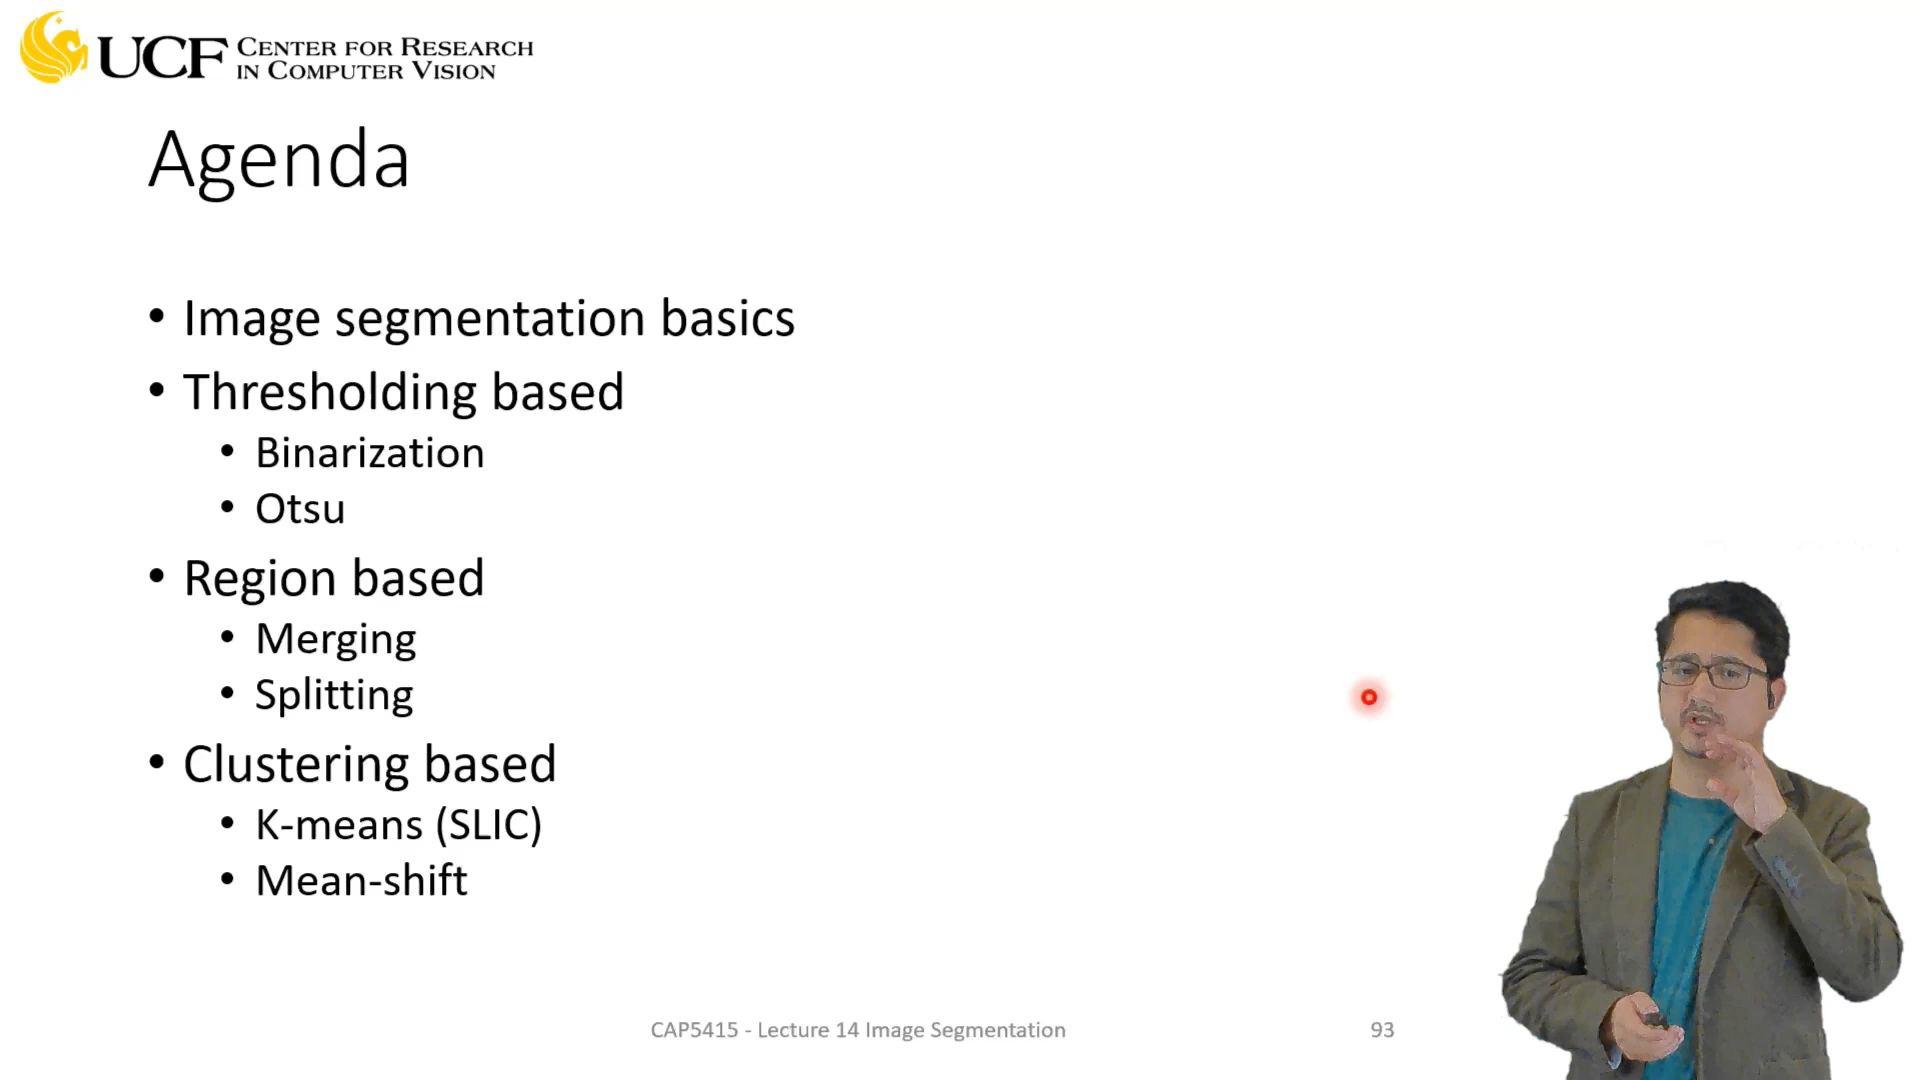 UCF CENTER FOR RESEARCH
IN COMPUTER VISION
Agenda
• Image segmentation basics
• Thresholding based
• Binarization
• Otsu
• Region based
• Merging
• Splitting
• Clustering based
• K-means (SLIC)
• Mean-shift
CAP5415 - Lecture 14 Image Segmentation
93